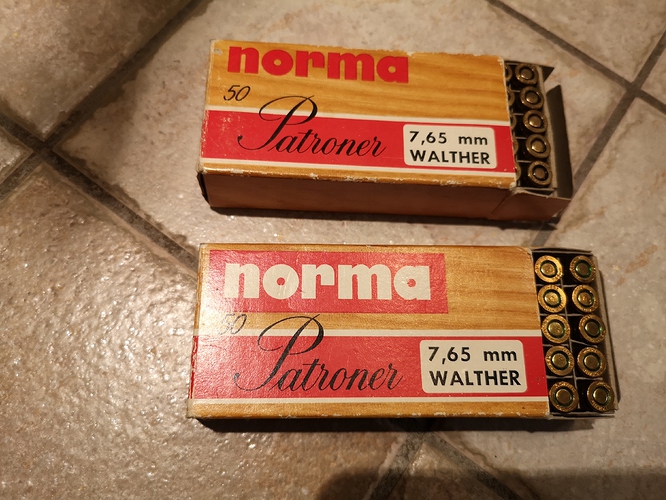 norma
50
Patroner
7,65 mm
WALTHER
norma
50
Patroner
7,65 mm
WALTHER